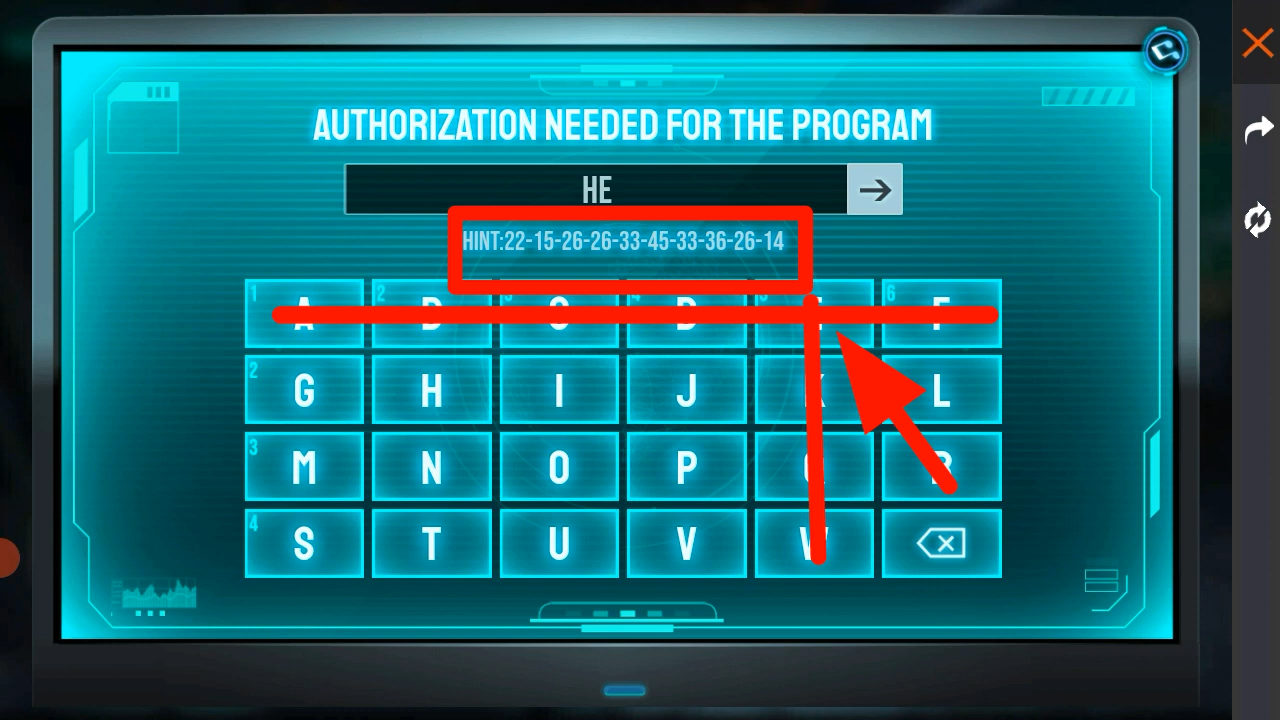 AUTHORIZATION NEEDED FOR THE PROGRAM
HE
HINT:22-15-26-26-33-45-33-36-26-14
1 A 2 4 D 6 F
2 G H I J K L
3 M N O P R
4 S T U V W